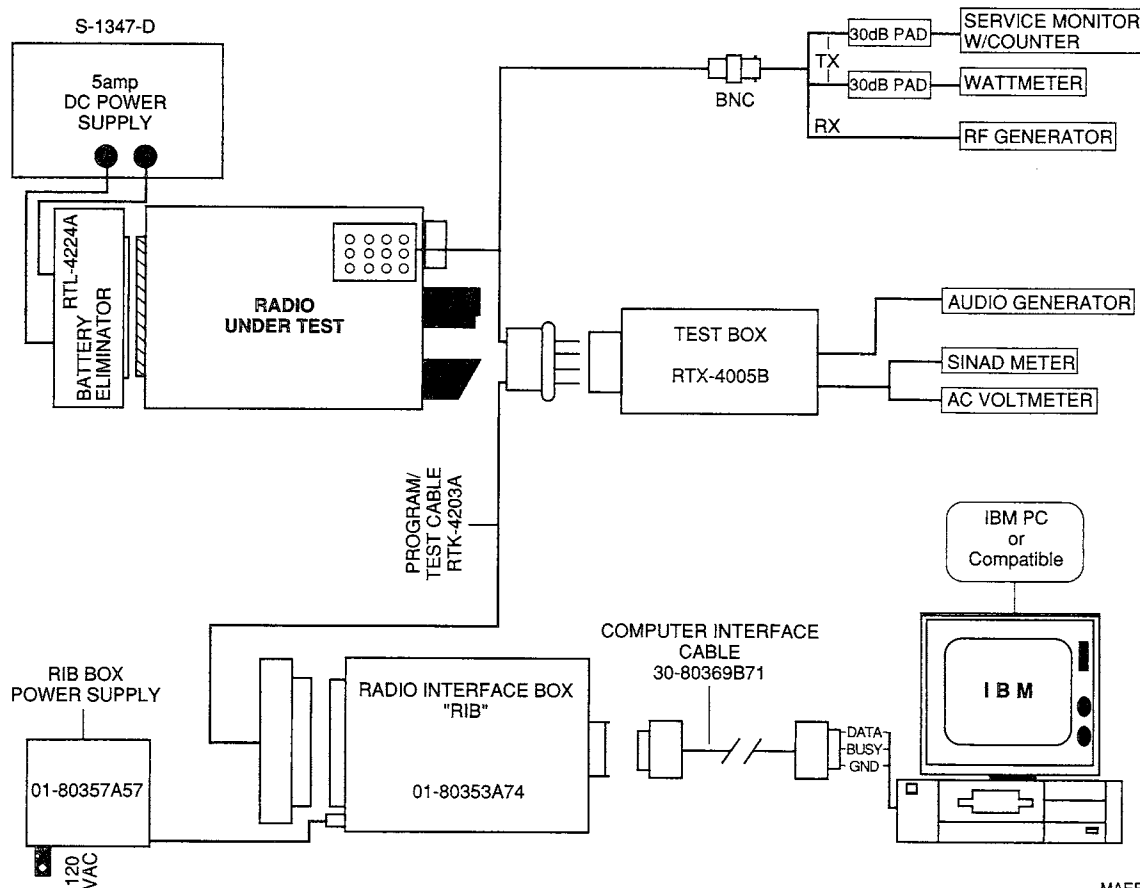 S-1347-D
5amp
DC POWER
SUPPLY
BATTERY RTL-4224A
ELIMINATOR
RADIO
UNDER TEST
BNC
30dB PAD
TX
30dB PAD
RX
SERVICE MONITOR
W/COUNTER
WATTMETER
RF GENERATOR
TEST BOX
RTX-4005B
AUDIO GENERATOR
SINAD METER
AC VOLTMETER
PROGRAM/
TEST CABLE
RTK-4203A
IBM PC
or
Compatible
I B M
COMPUTER INTERFACE
CABLE
30-80369B71
DATA
BUSY
GND
RADIO INTERFACE BOX
"RIB"
01-80353A74
RIB BOX
POWER SUPPLY
01-80357A57
120
VAC